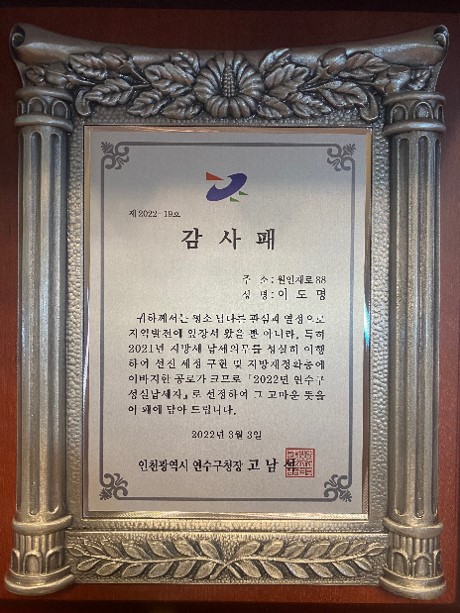 제2022-19호
감사패
주 소 : 원인재로 88
성 명 : 이 도 명
귀하께서는 평소 남다른 관심과 열정으로
지역발전에 앞장서 왔을 뿐 아니라, 특히
2021년 지방세 납세의무를 성실히 이행
하여 선진 세정 구현 및 지방재정확충에
이바지한 공로가 크므로 「2022년 연수구
성실납세자」로 선정하여 그 고마운 뜻을
이 패에 담아 드립니다.
2022년 3월 3일
인천광역시 연수구청장 고남석